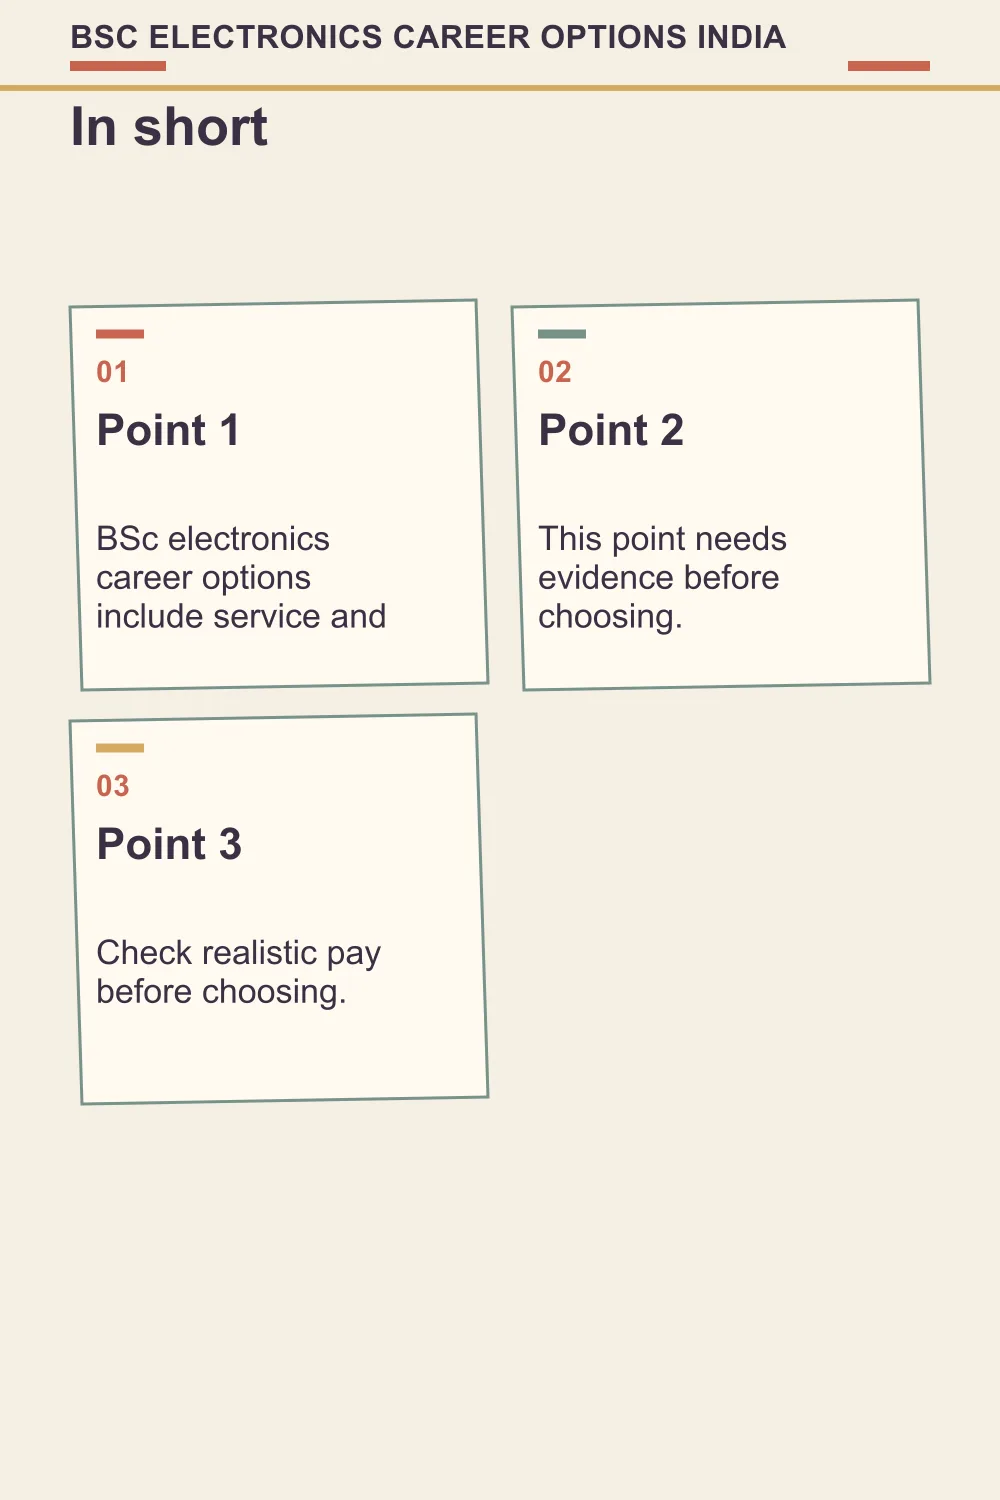 BSC ELECTRONICS CAREER OPTIONS INDIA
In short
01
Point 1
BSc electronics
career options
include service and
02
Point 2
This point needs
evidence before
choosing.
03
Point 3
Check realistic pay
before choosing.